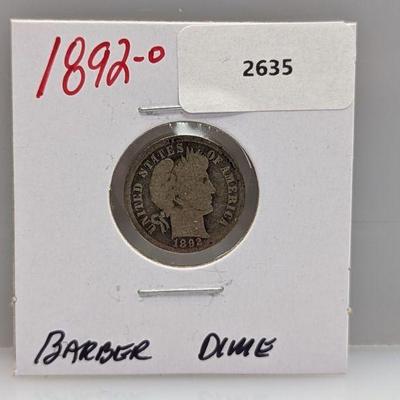 1892-o
2635
UNITED STATES OF AMERICA
1892
BARBER DIME